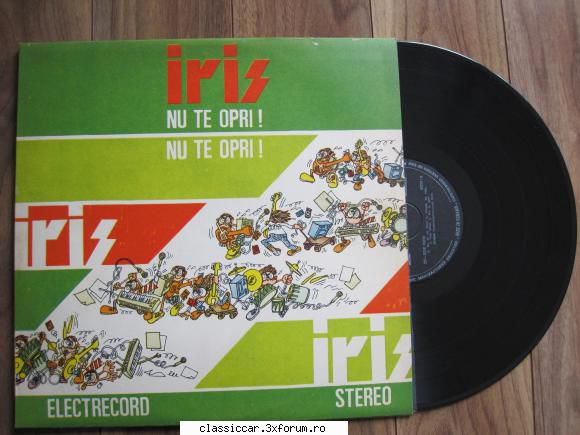 iris
NU TE OPRI !
NU TE OPRI !
iris
iris
ELECTRECORD
STEREO
classiccar.3xforum.ro